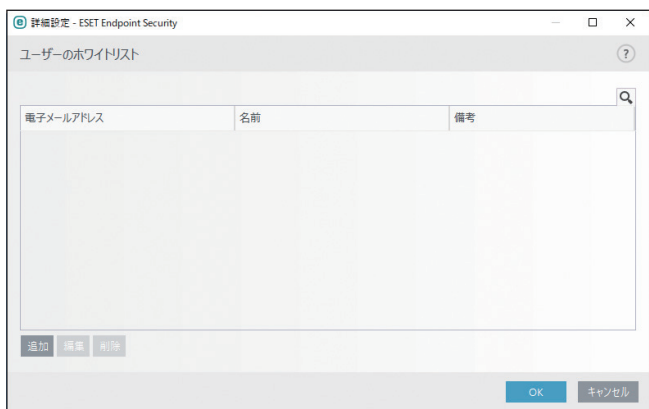 詳細設定 - ESET Endpoint Security
ユーザーのホワイトリスト
?
電子メールアドレス 名前 備考
追加 編集 削除
OK キャンセル